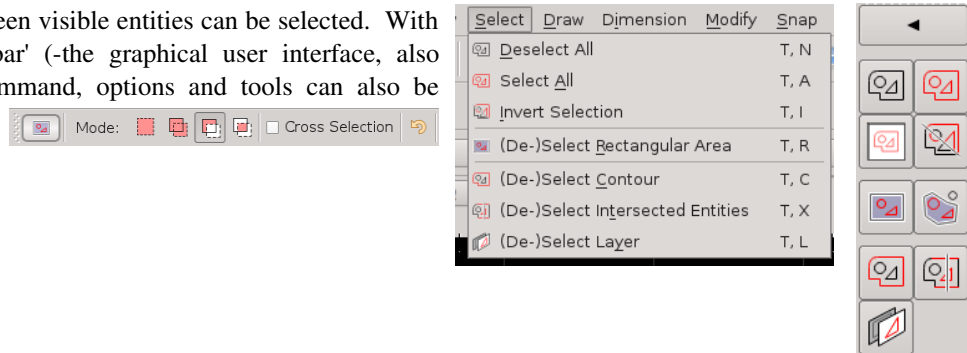 een visible entities can be selected. With
bar' (-the graphical user interface, also
mmand, options and tools can also be
Mode: Cross Selection
Select Draw Dimension Modify Snap
Deselect All T, N
Select All T, A
Invert Selection T, I
(De-)Select Rectangular Area T, R
(De-)Select Contour T, C
(De-)Select Intersected Entities T, X
(De-)Select Layer T, L